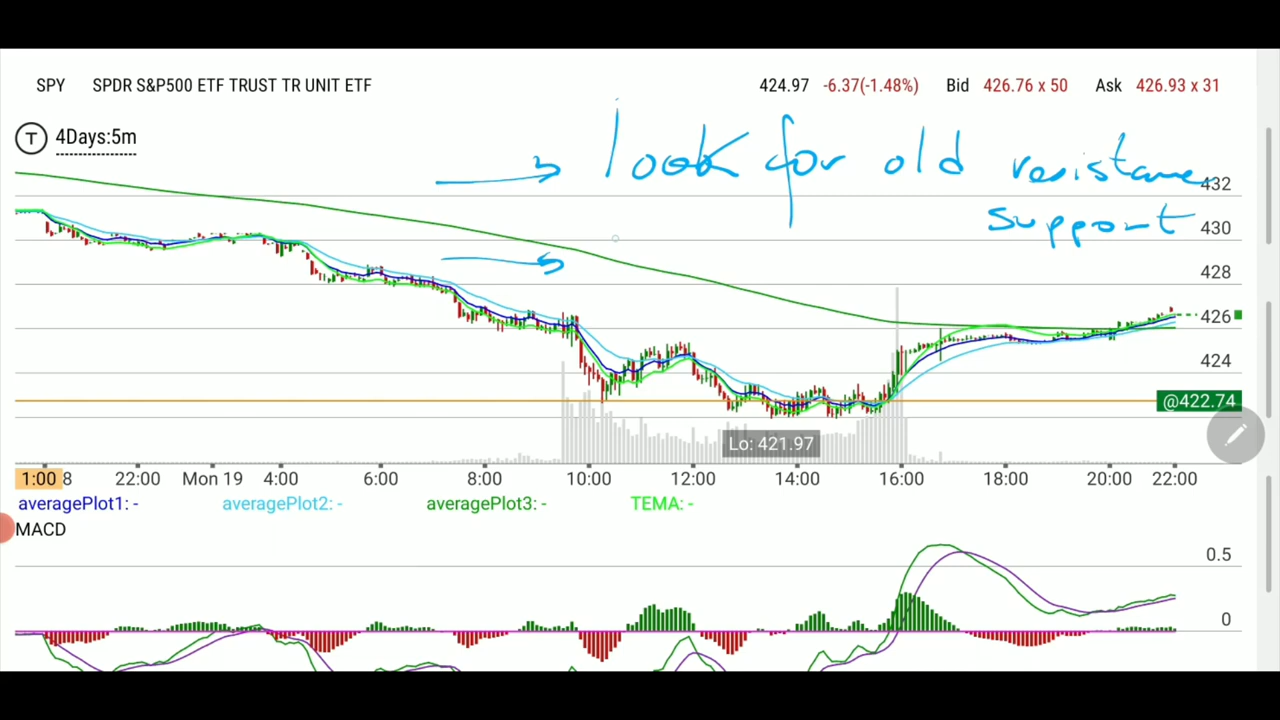 SPY SPDR S&P500 ETF TRUST TR UNIT ETF 424.97 -6.37(-1.48%) Bid 426.76 x 50 Ask 426.93 x 31
T 4Days:5m
look for old resistance
support
432
430
428
426
424
@422.74
Lo: 421.97
1:00 8 22:00 Mon 19 4:00 6:00 8:00 10:00 12:00 14:00 16:00 18:00 20:00 22:00
averagePlot1: - averagePlot2: - averagePlot3: - TEMA: -
MACD
0.5
0